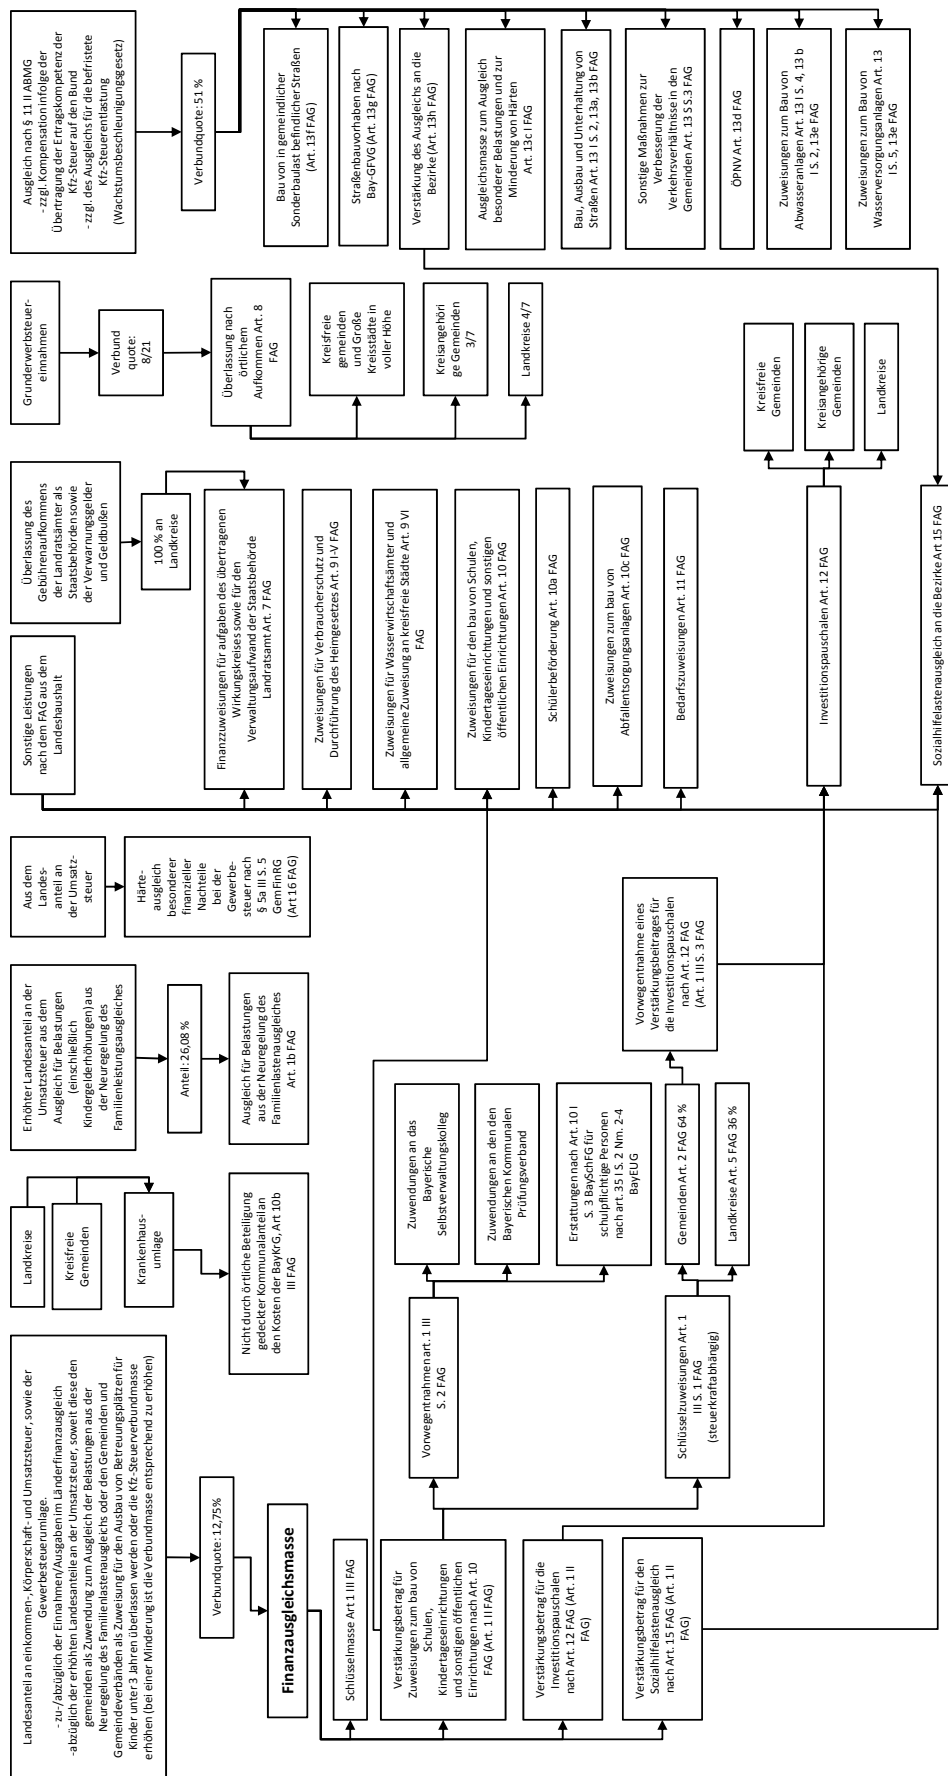 Landesanteil an einkommen-, Körperschaft- und Umsatzsteuer, sowie der
Gewerbesteuerumlage.
- zu-/abzüglich der Einnahmen/Ausgaben im Länderfinanzausgleich
-abzüglich der erhöhten Landesanteile an der Umsatzsteuer, soweit diese den
gemeinden als Zuwendung zum Ausgleich der Belastungen aus der
Neuregelung des Familienlastenausgleichs oder den Gemeinden und
Gemeindeverbänden als Zuweisung für den Ausbau von Betreuungsplätzen für
Kinder unter 3 Jahren überlassen werden oder die Kfz-Steuerverbundmasse
erhöhen (bei einer Minderung ist die Verbundmasse entsprechend zu erhöhen)
Verbundquote: 12,75%
Finanzausgleichsmasse
Schlüsselmasse Art 1 III FAG
Verstärkungsbetrag für
Zuweisungen zum bau von
Schulen,
Kindertageseinrichtungen
und sonstigen öffentlichen
Einrichtungen nach Art. 10
FAG (Art. 1 II FAG)
Verstärkungsbetrag für die
Investitionspauschalen
nach Art. 12 FAG (Art. 1 II
FAG)
Verstärkungsbetrag für den
Sozialhilfelastenausgleich
nach Art. 15 FAG (Art. 1 II
FAG)
Landkreise
Kreisfreie
Gemeinden
Krankenhaus-
umlage
Nicht durch örtliche Beteiligung
gedeckter Kommunalanteil an
den Kosten der BayKrG, Art 10b
III FAG
Vorwegentnahmen art. 1 III
S. 2 FAG
Schlüsselzuweisungen Art. 1
III S. 1 FAG
(steuerkraftabhängig)
Erhöhter Landesanteil an der
Umsatzsteuer aus dem
Ausgleich für Belastungen
(einschließlich
Kindergelderhöhungen) aus
der Neuregelung des
Familienleistungsausgleiches
Anteil: 26,08 %
Ausgleich für Belastungen
aus der Neuregelung des
Familienlastenausgleiches
Art. 1b FAG
Zuwendungen an das
Bayerische
Selbstverwaltungskolleg
Zuwendungen an den den
Bayerischen Kommunalen
Prüfungsverband
Erstattungen nach Art. 10 I
S. 3 BaySchFG für
schulpflichtige Personen
nach art. 35 I S. 2 Nrn. 2-4
BayEUG
Gemeinden Art. 2 FAG 64 %
Landkreise Art. 5 FAG 36 %
Aus dem
Landes-
anteil an
der Umsatz-
steuer
Härte-
ausgleich
besonderer
finanzieller
Nachteile
bei der
Gewerbe-
steuer nach
§ 5a III S. 5
GemFinRG
(Art 16 FAG)
Vorwegentnahme eines
Verstärkungsbeitrages für
die Investitionspauschalen
nach Art. 12 FAG
(Art. 1 III S. 3 FAG
Sonstige Leistungen
nach dem FAG aus dem
Landeshaushalt
Überlassung des
Gebührenaufkommens
der Landratsämter als
Staatsbehörden sowie
der Verwarnungsgelder
und Geldbußen
100 % an
Landkreise
Finanzzuweisungen für aufgaben des übertragenen
Wirkungskreises sowie für den
Verwaltungsaufwand der Staatsbehörde
Landratsamt Art. 7 FAG
Zuweisungen für Verbraucherschutz und
Durchführung des Heimgesetzes Art. 9 I-V FAG
Zuweisungen für Wasserwirtschaftsämter und
allgemeine Zuweisung an kreisfreie Städte Art. 9 VI
FAG
Zuweisungen für den bau von Schulen,
Kindertageseinrichtungen und sonstigen
öffentlichen Einrichtungen Art. 10 FAG
Schülerbeförderung Art. 10a FAG
Zuweisungen zum bau von
Abfallentsorgungsanlagen Art. 10c FAG
Bedarfszuweisungen Art. 11 FAG
Investitionspauschalen Art. 12 FAG
Sozialhilfelastenausgleich an die Bezirke Art 15 FAG
Grunderwerbsteuer-
einnahmen
Verbund
quote:
8/21
Überlassung nach
örtlichem
Aufkommen Art. 8
FAG
Kreisfreie
gemeinden
und Große
Kreisstädte in
voller Höhe
Kreisangehöri
ge Gemeinden
3/7
Landkreise 4/7
Kreisfreie
Gemeinden
Kreisangehörige
Gemeinden
Landkreise
Ausgleich nach § 11 II ABMG
- zzgl. Kompensation infolge der
Übertragung der Ertragskompetenz der
Kfz-Steuer auf den Bund
- zzgl. des Ausgleichs für die befristete
Kfz-Steuerentlastung
(Wachstumsbeschleunigungsgesetz)
Verbundquote: 51 %
Bau von in gemeindlicher
Sonderbaulast befindlicher Straßen
(Art. 13f FAG)
Straßenbauvorhaben nach
Bay-GFVG (Art. 13g FAG)
Verstärkung des Ausgleichs an die
Bezirke (Art. 13h FAG)
Ausgleichsmasse zum Ausgleich
besonderer Belastungen und zur
Minderung von Härten
Art. 13c I FAG
Bau, Ausbau und Unterhaltung von
Straßen Art. 13 I S. 2, 13a, 13b FAG
Sonstige Maßnahmen zur
Verbesserung der
Verkehrsverhältnisse in den
Gemeinden Art. 13 S S.3 FAG
ÖPNV Art. 13d FAG
Zuweisungen zum Bau von
Abwasseranlagen Art. 13 I S. 4, 13 b
I S. 2, 13e FAG
Zuweisungen zum Bau von
Wasserversorgungsanlagen Art. 13
I S. 5, 13e FAG